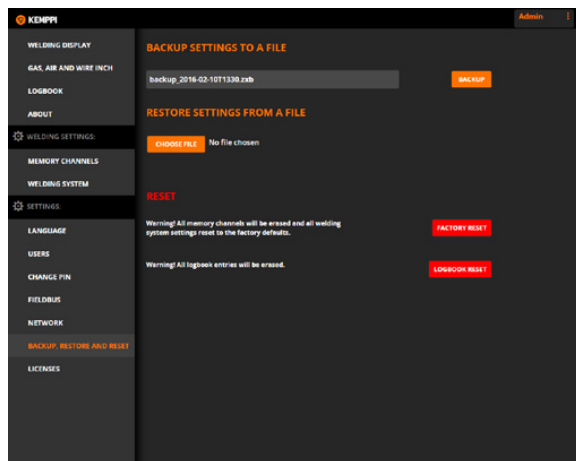 KEMPPI
Admin
WELDING DISPLAY
GAS, AIR AND WIRE INCH
LOGBOOK
ABOUT
WELDING SETTINGS:
MEMORY CHANNELS
WELDING SYSTEM
SETTINGS:
LANGUAGE
USERS
CHANGE PIN
FIELDBUS
NETWORK
BACKUP, RESTORE AND RESET
LICENSES
BACKUP SETTINGS TO A FILE
backup_2016-02-10T1330.zxb
BACKUP
RESTORE SETTINGS FROM A FILE
CHOOSE FILE No file chosen
RESET
Warning! All memory channels will be erased and all welding
system settings reset to the factory defaults.
FACTORY RESET
Warning! All logbook entries will be erased.
LOGBOOK RESET